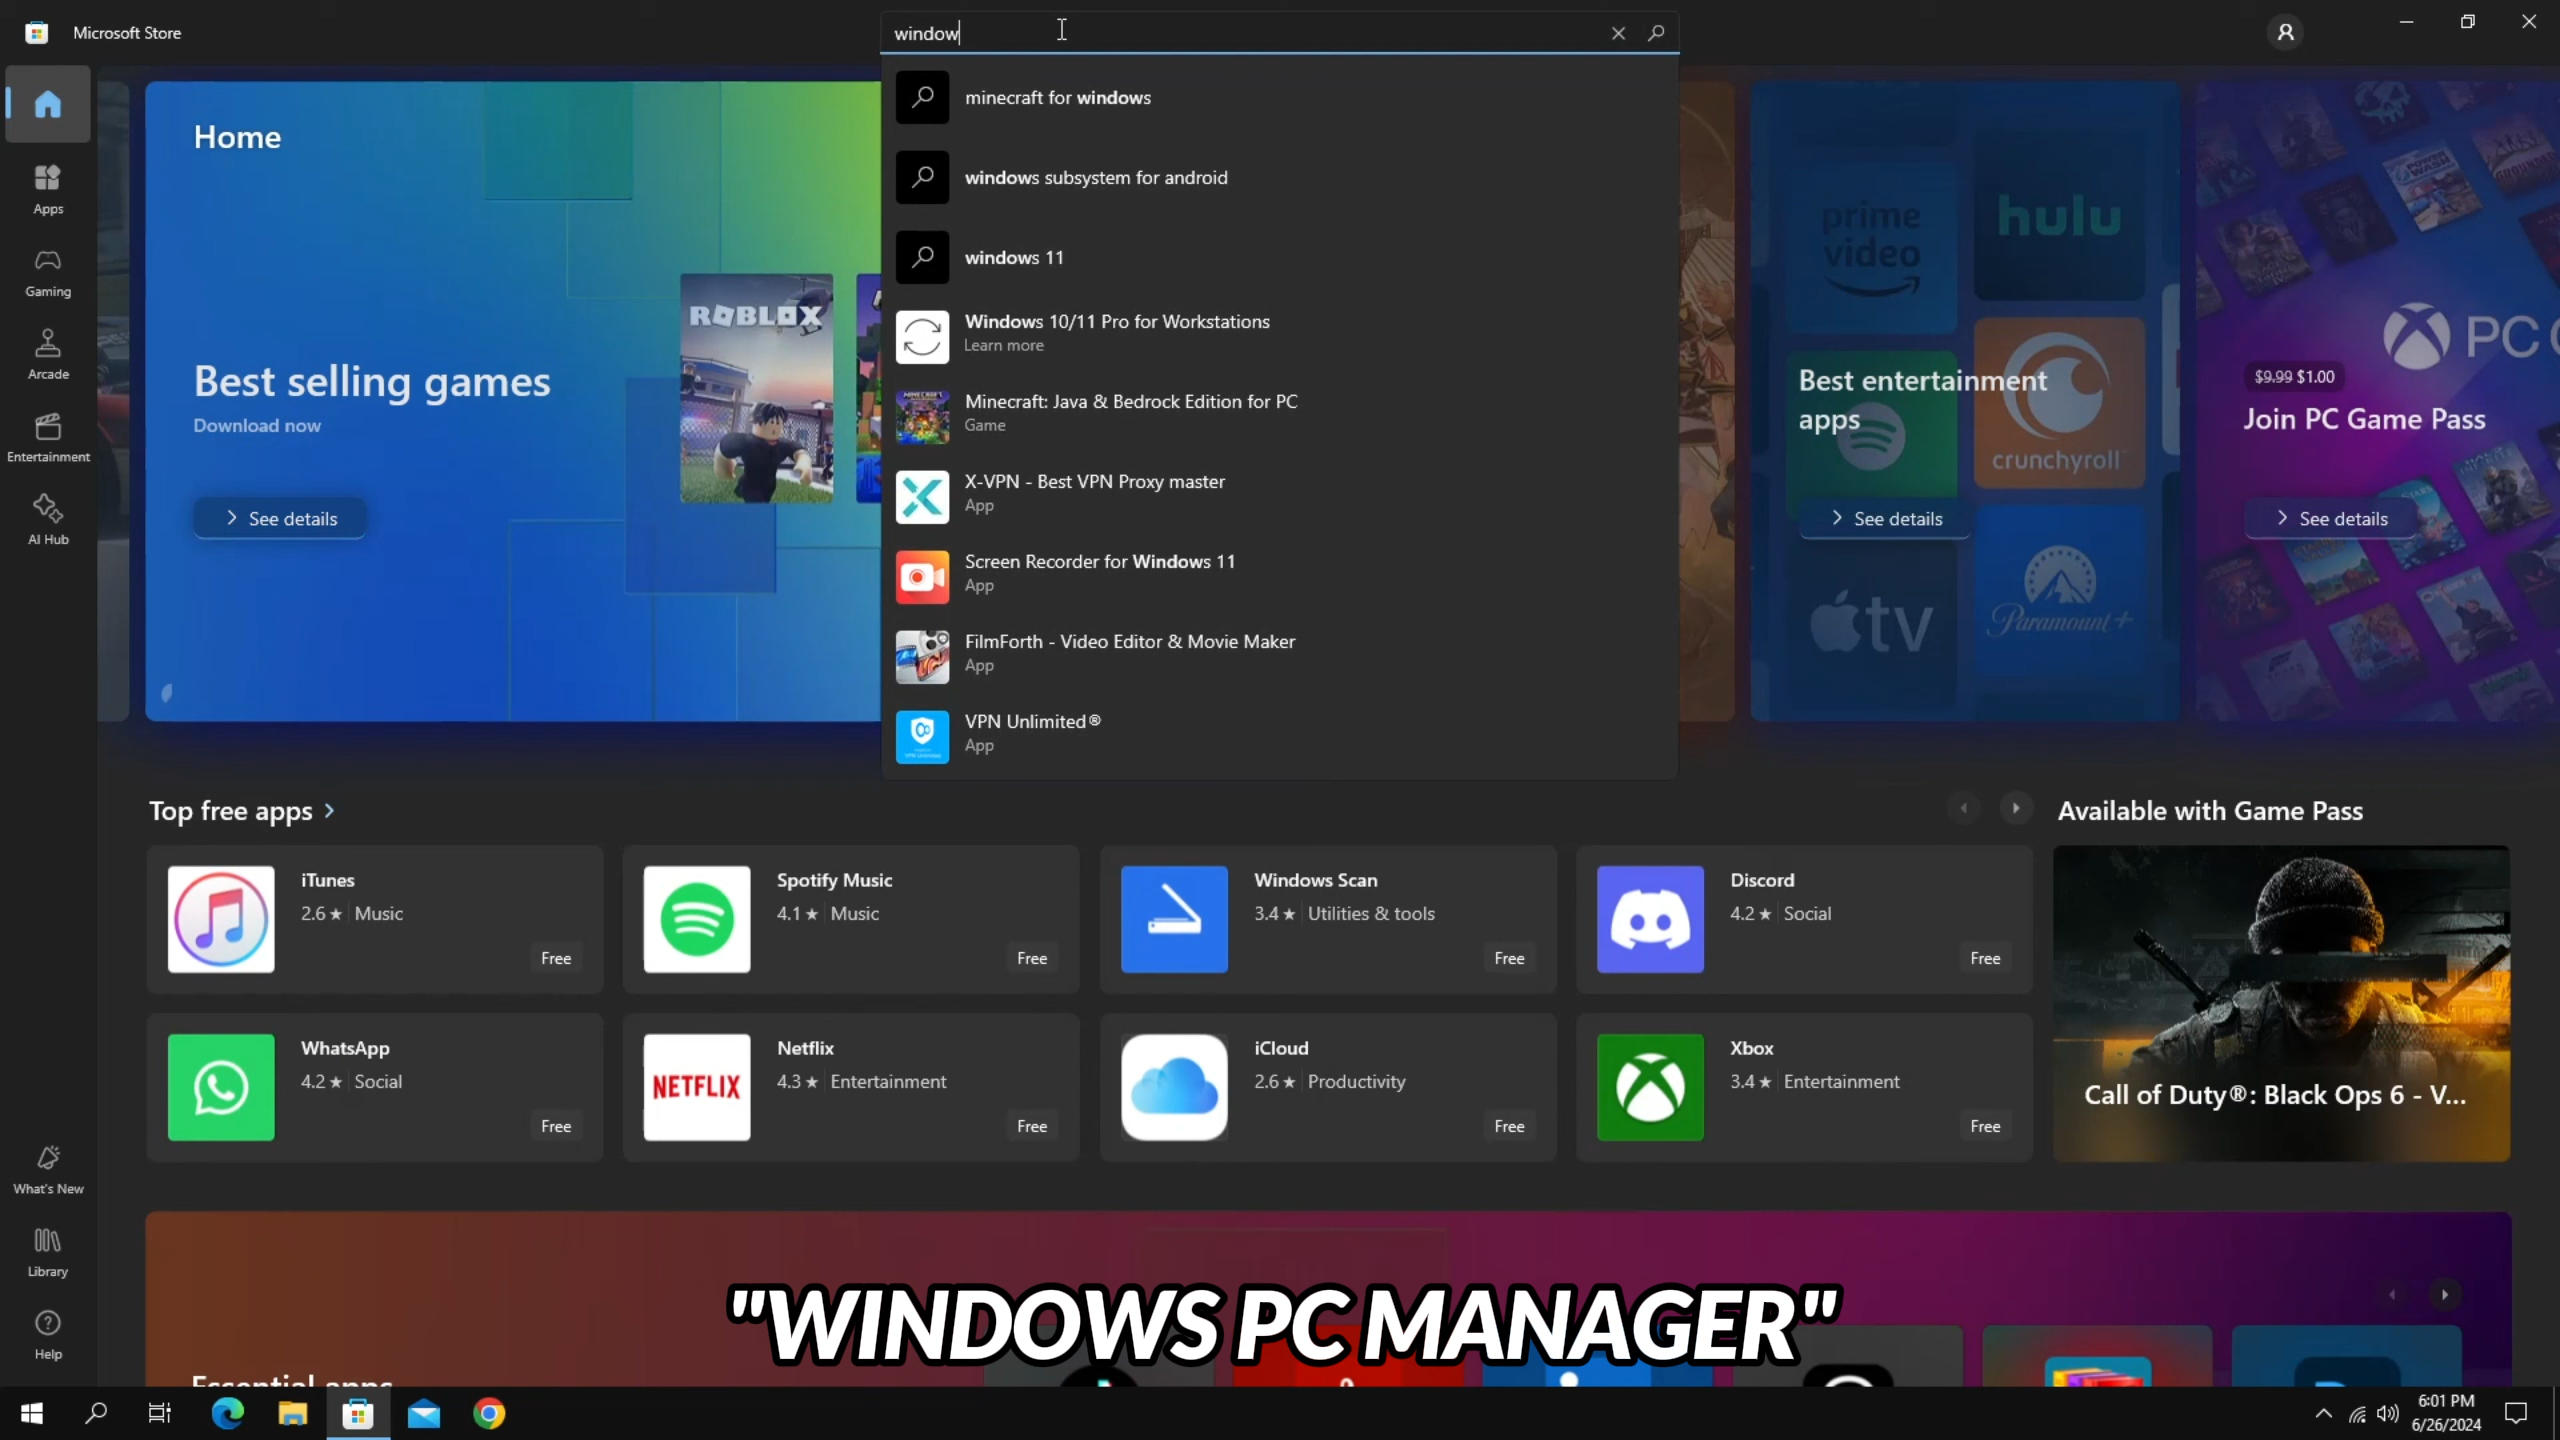 Microsoft Store
window
minecraft for windows
windows subsystem for android
windows 11
Windows 10/11 Pro for Workstations
Learn more
Minecraft: Java & Bedrock Edition for PC
Game
X-VPN - Best VPN Proxy master
App
Screen Recorder for Windows 11
App
FilmForth - Video Editor & Movie Maker
App
VPN Unlimited®
App
Apps
Gaming
Arcade
Entertainment
AI Hub
What's New
Library
Help
Home
Best selling games
Download now
See details
ROBLOX
prime video
hulu
crunchyroll
tv
Paramount+
Best entertainment
apps
See details
PC
$9.99 $1.00
Join PC Game Pass
See details
Top free apps
iTunes
2.6 ★ Music
Free
Spotify Music
4.1 ★ Music
Free
Windows Scan
3.4 ★ Utilities & tools
Free
Discord
4.2 ★ Social
Free
WhatsApp
4.2 ★ Social
Free
NETFLIX
Netflix
4.3 ★ Entertainment
Free
iCloud
2.6 ★ Productivity
Free
Xbox
3.4 ★ Entertainment
Free
Available with Game Pass
Call of Duty®: Black Ops 6 - V...
Essential apps
"WINDOWS PC MANAGER"
6:01 PM
6/26/2024